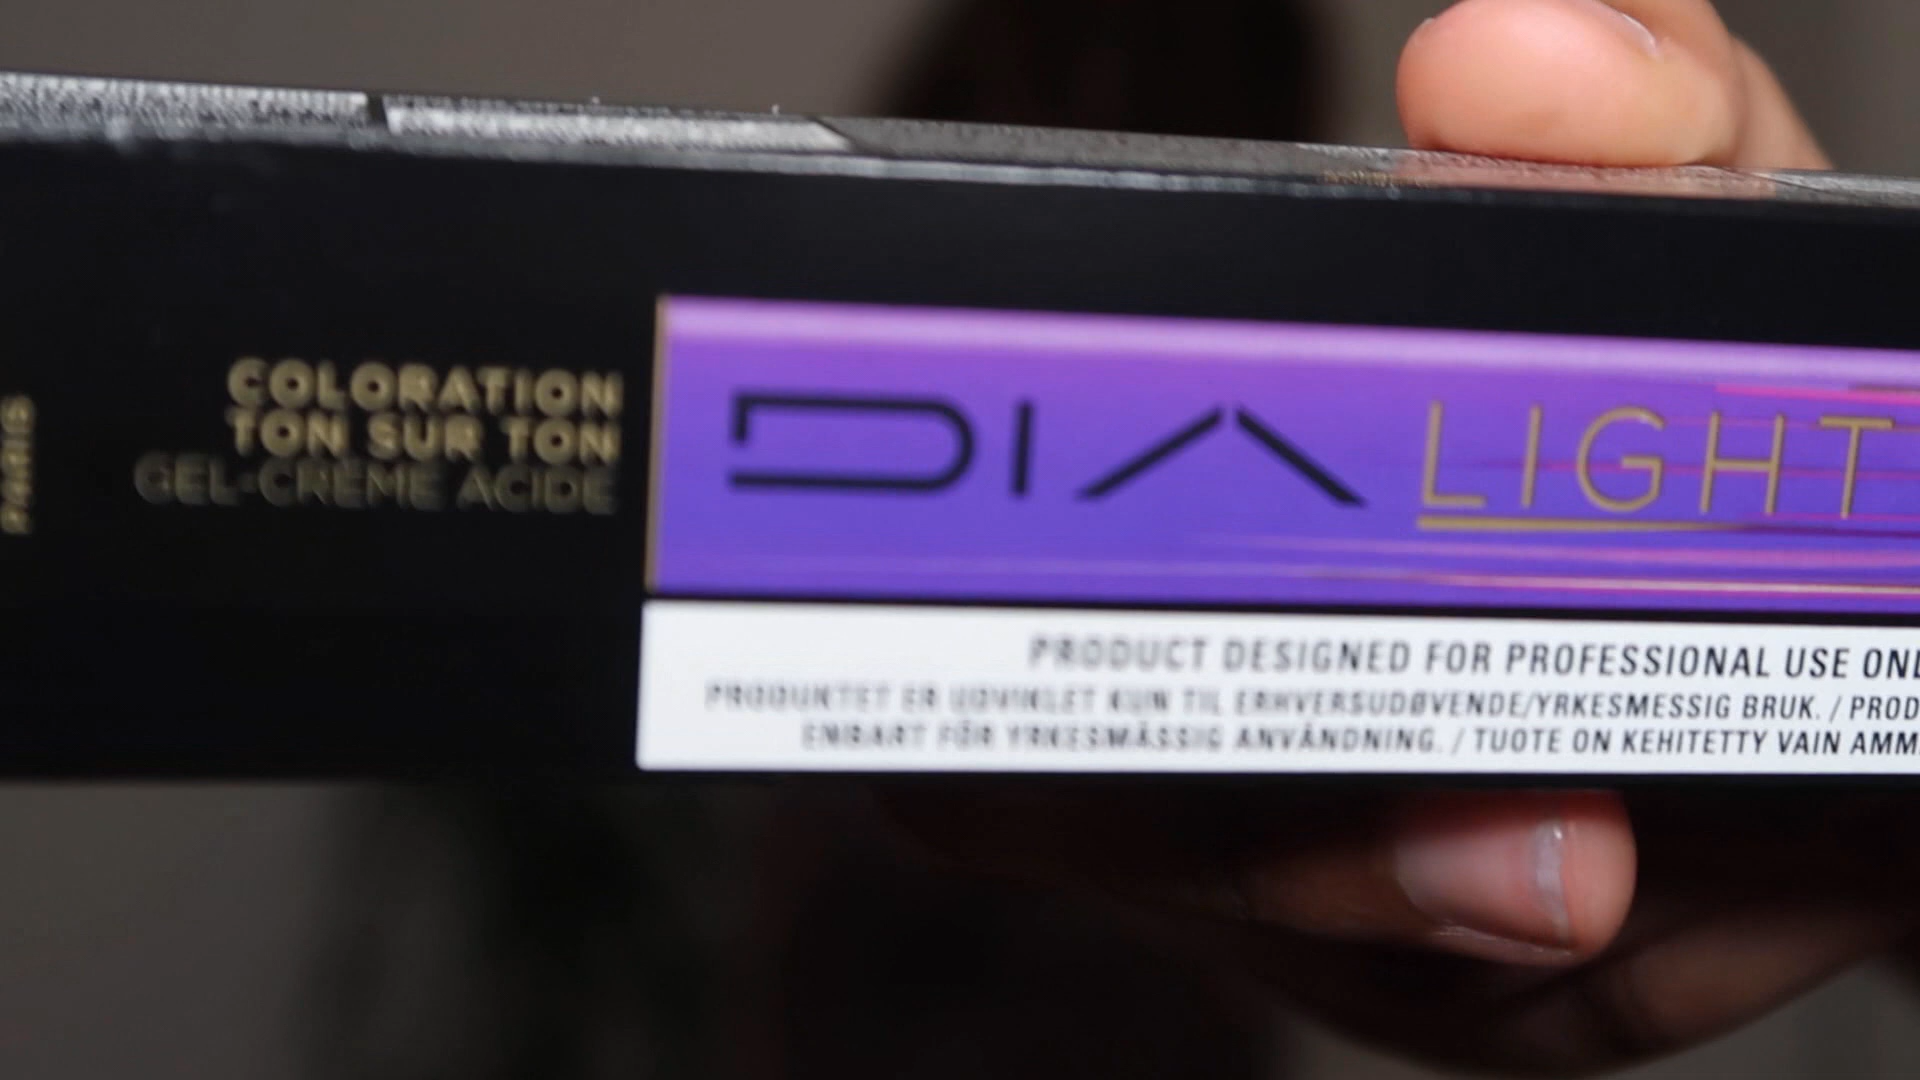 PARIS
COLORATION
TON SUR TON
GEL-CRÈME ACIDE
DIA LIGHT
PRODUCT DESIGNED FOR PROFESSIONAL USE ONL
PRODUKTET ER UDVIKLET KUN TIL ERHVERSUDØVENDE/YRKESMESSIG BRUK. / PROD
ENBART FÖR YRKESMÄSSIG ANVÄNDNING. / TUOTE ON KEHITETTY VAIN AMM